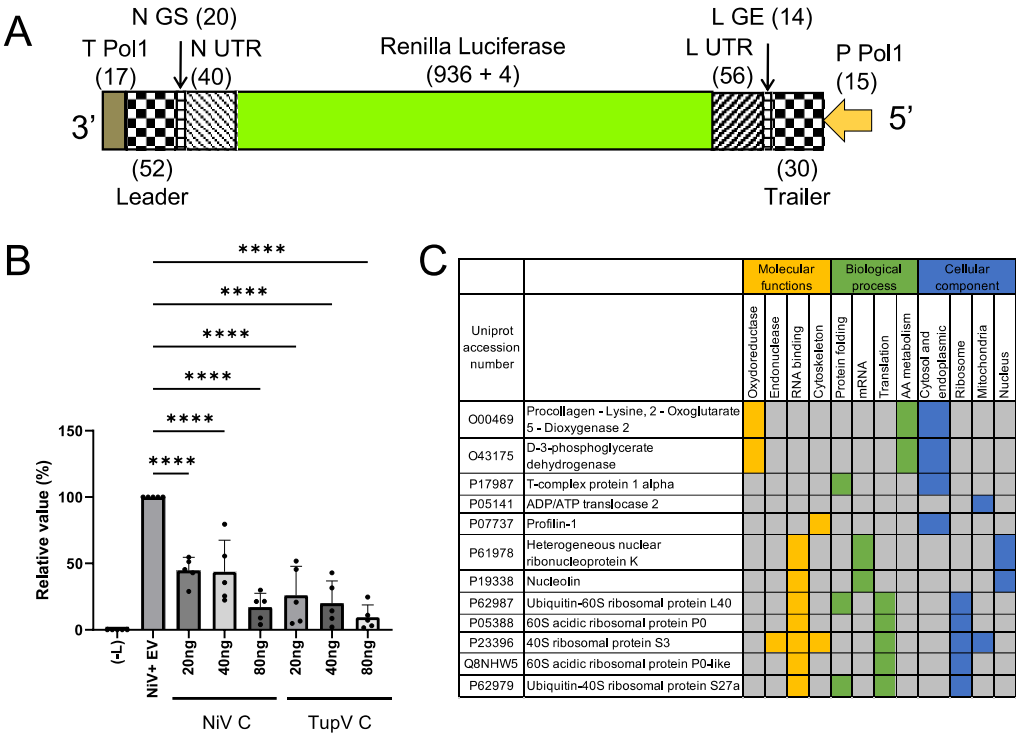 A
N GS (20)
L GE (14)
T Pol1
(17)
N UTR
(40)
Renilla Luciferase
(936 + 4)
L UTR
(56)
P Pol1
(15)
3’
5’
(52)
Leader
(30)
Trailer
B
****
****
****
****
****
****
Relative value (%)
150
100
50
0
(-L)
NiV+ EV
20ng
40ng
80ng
20ng
40ng
80ng
NiV C
TupV C
C
Molecular
functions
Biological
process
Cellular
component
Uniprot
accession
number
Oxydoreductase
Endonuclease
RNA binding
Cytoskeleton
Protein folding
mRNA
Translation
AA metabolism
Cytosol and
endoplasmic
Ribosome
Mitochondria
Nucleus
O00469
Procollagen - Lysine, 2 - Oxoglutarate
5 - Dioxygenase 2
O43175
D-3-phosphoglycerate
dehydrogenase
P17987
T-complex protein 1 alpha
P05141
ADP/ATP translocase 2
P07737
Profilin-1
P61978
Heterogeneous nuclear
ribonucleoprotein K
P19338
Nucleolin
P62987
Ubiquitin-60S ribosomal protein L40
P05388
60S acidic ribosomal protein P0
P23396
40S ribosomal protein S3
Q8NHW5
60S acidic ribosomal protein P0-like
P62979
Ubiquitin-40S ribosomal protein S27a